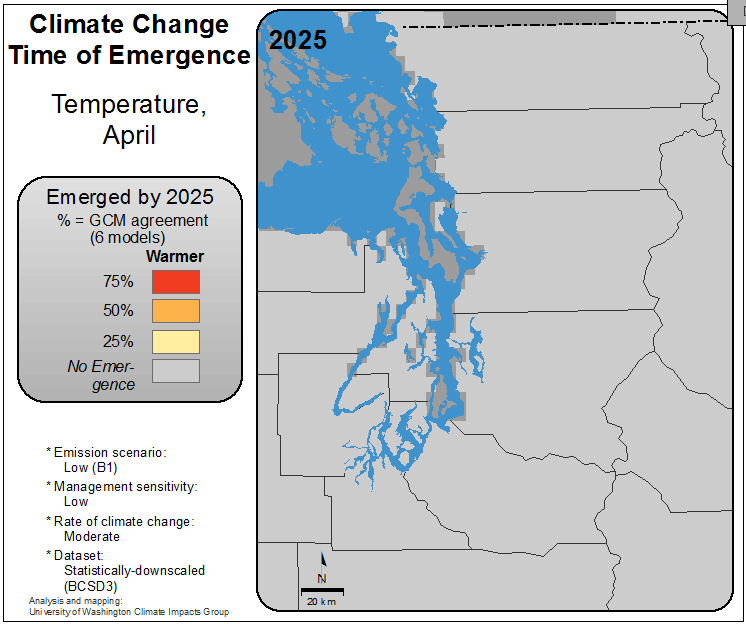 Climate Change
Time of Emergence
Temperature,
April
Emerged by 2025
% = GCM agreement
(6 models)
Warmer
75%
50%
25%
No Emer-
gence
* Emission scenario:
Low (B1)
* Management sensitivity:
Low
* Rate of climate change:
Moderate
* Dataset:
Statistically-downscaled
(BCSD3)
Analysis and mapping:
University of Washington Climate Impacts Group
2025
N
20 km